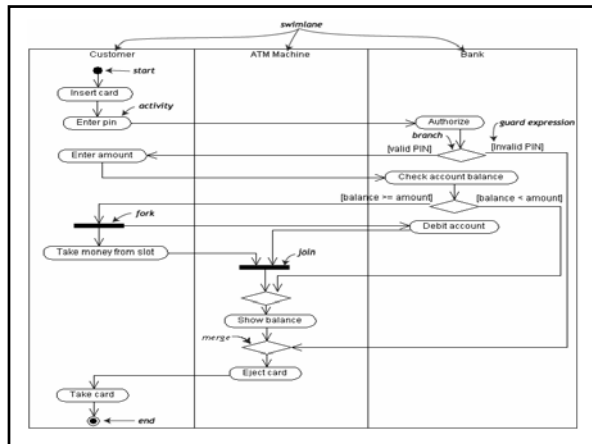 swimlane
Customer ATM Machine Bank
start
Insert card
activity
guard expression
Enter pin
Authorize
branch
[valid PIN] [Invalid PIN]
Enter amount
Check account balance
[balance >= amount] [balance < amount]
fork
Debit account
Take money from slot
join
Show balance
merge
Eject card
Take card
end